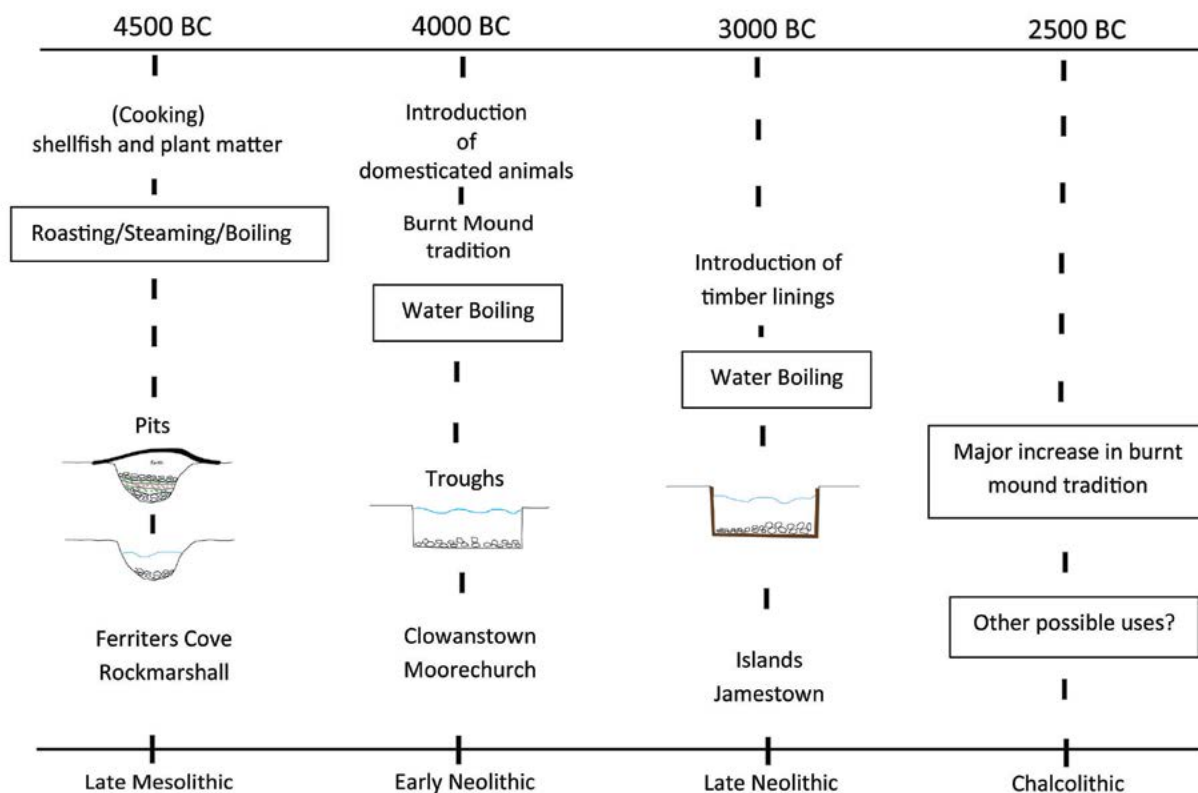 4500 BC
4000 BC
3000 BC
2500 BC
(Cooking)
shellfish and plant matter
Roasting/Steaming/Boiling
Pits
Ferriters Cove
Rockmarshall
Introduction
of
domesticated animals
Burnt Mound
tradition
Water Boiling
Troughs
Clowanstown
Moorechurch
Introduction of
timber linings
Water Boiling
Islands
Jamestown
Major increase in burnt
mound tradition
Other possible uses?
Late Mesolithic
Early Neolithic
Late Neolithic
Chalcolithic